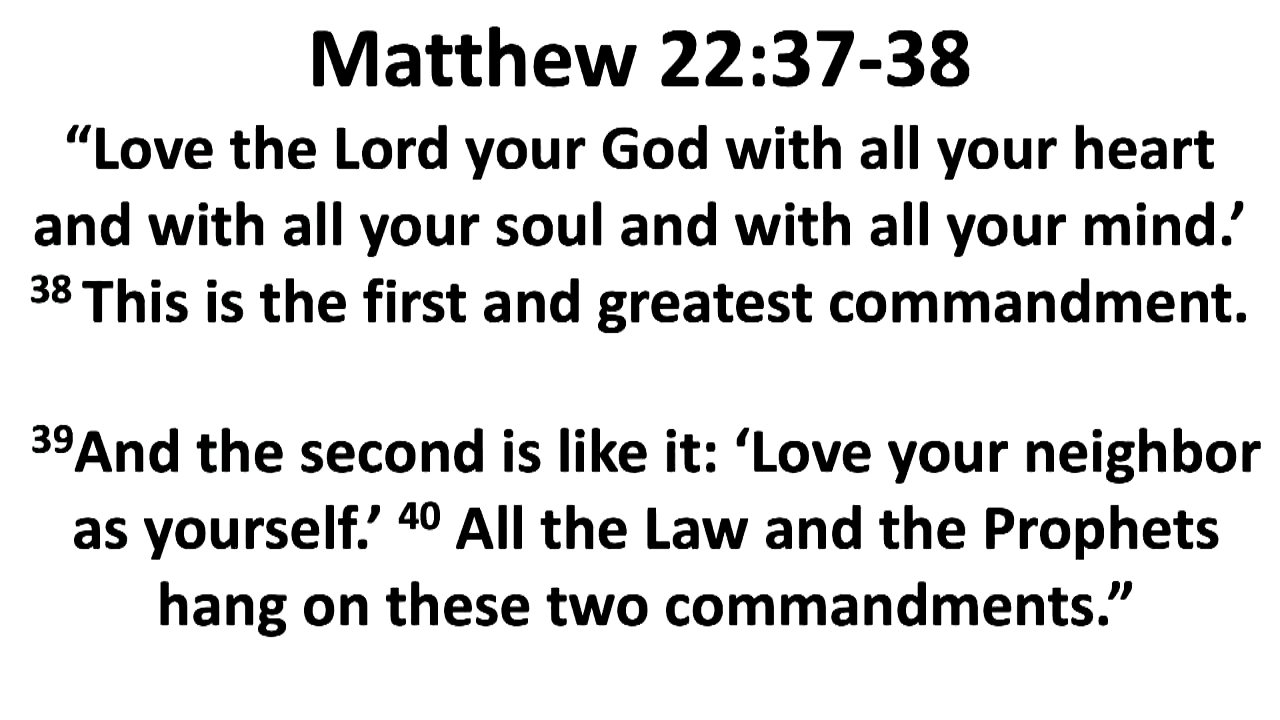 Matthew 22:37-38
“Love the Lord your God with all your heart
and with all your soul and with all your mind.’
³⁸ This is the first and greatest commandment.
³⁹And the second is like it: ‘Love your neighbor
as yourself.’ ⁴⁰ All the Law and the Prophets
hang on these two commandments.”